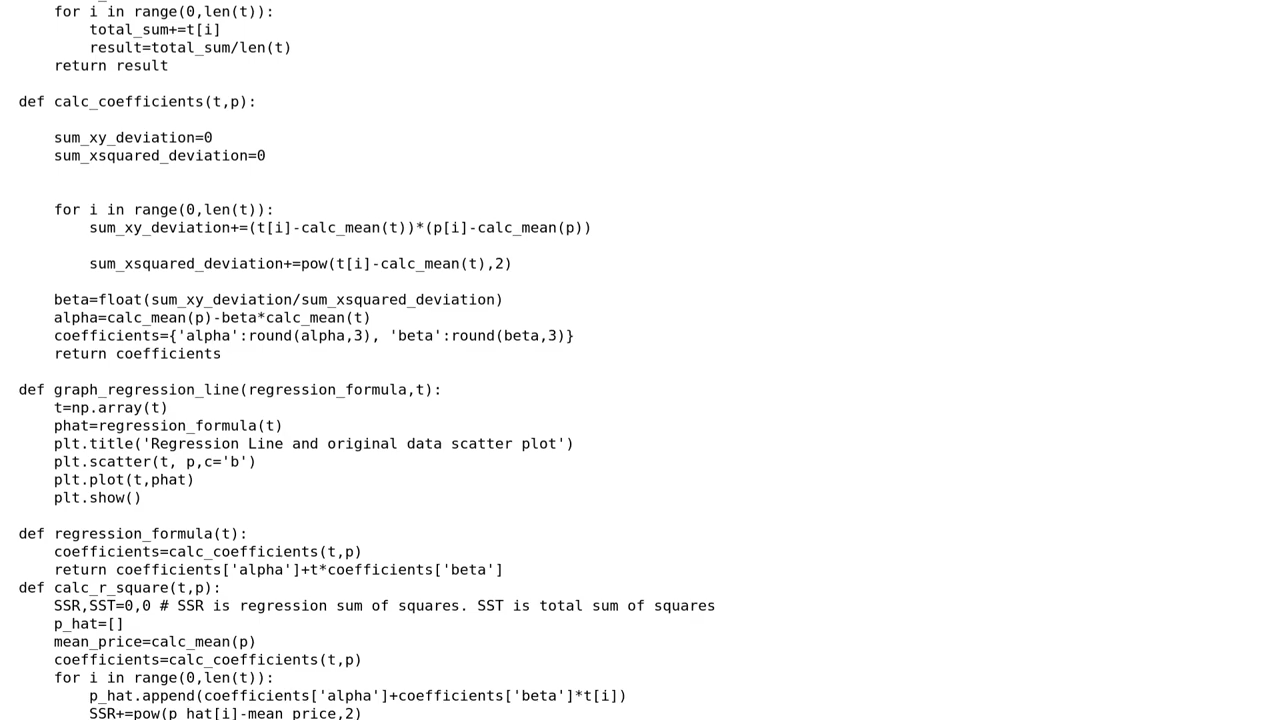 for i in range(0,len(t)):
        total_sum+=t[i]
        result=total_sum/len(t)
    return result

def calc_coefficients(t,p):

    sum_xy_deviation=0
    sum_xsquared_deviation=0


    for i in range(0,len(t)):
        sum_xy_deviation+=(t[i]-calc_mean(t))*(p[i]-calc_mean(p))

        sum_xsquared_deviation+=pow(t[i]-calc_mean(t),2)

    beta=float(sum_xy_deviation/sum_xsquared_deviation)
    alpha=calc_mean(p)-beta*calc_mean(t)
    coefficients={'alpha':round(alpha,3), 'beta':round(beta,3)}
    return coefficients

def graph_regression_line(regression_formula,t):
    t=np.array(t)
    phat=regression_formula(t)
    plt.title('Regression Line and original data scatter plot')
    plt.scatter(t, p,c='b')
    plt.plot(t,phat)
    plt.show()

def regression_formula(t):
    coefficients=calc_coefficients(t,p)
    return coefficients['alpha']+t*coefficients['beta']
def calc_r_square(t,p):
    SSR,SST=0,0 # SSR is regression sum of squares. SST is total sum of squares
    p_hat=[]
    mean_price=calc_mean(p)
    coefficients=calc_coefficients(t,p)
    for i in range(0,len(t)):
        p_hat.append(coefficients['alpha']+coefficients['beta']*t[i])
        SSR+=pow(p_hat[i]-mean_price,2)